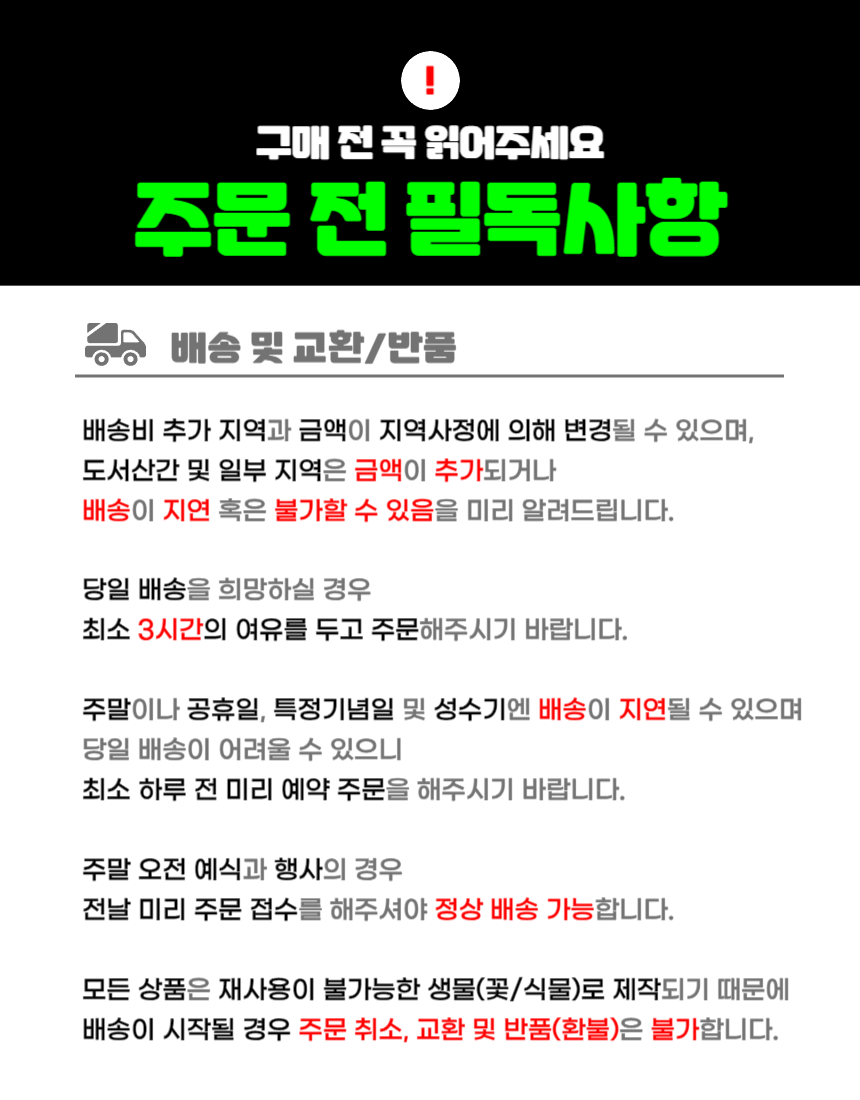 !
구매 전 꼭 읽어주세요
주문 전 필독사항
배송 및 교환/반품
배송비 추가 지역과 금액이 지역사정에 의해 변경될 수 있으며,
도서산간 및 일부 지역은 금액이 추가되거나
배송이 지연 혹은 불가할 수 있음을 미리 알려드립니다.
당일 배송을 희망하실 경우
최소 3시간의 여유를 두고 주문해주시기 바랍니다.
주말이나 공휴일, 특정기념일 및 성수기엔 배송이 지연될 수 있으며
당일 배송이 어려울 수 있으니
최소 하루 전 미리 예약 주문을 해주시기 바랍니다.
주말 오전 예식과 행사의 경우
전날 미리 주문 접수를 해주셔야 정상 배송 가능합니다.
모든 상품은 재사용이 불가능한 생물(꽃/식물)로 제작되기 때문에
배송이 시작될 경우 주문 취소, 교환 및 반품(환불)은 불가합니다.